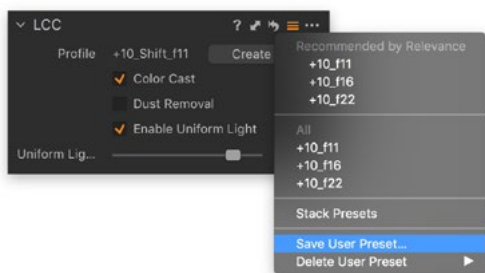 LCC ?
Profile +10_Shift_f11 Create
Color Cast
Dust Removal
Enable Uniform Light
Uniform Lig...
Recommended by Relevance
+10_f11
+10_f16
+10_f22
All
+10_f11
+10_f16
+10_f22
Stack Presets
Save User Preset...
Delete User Preset